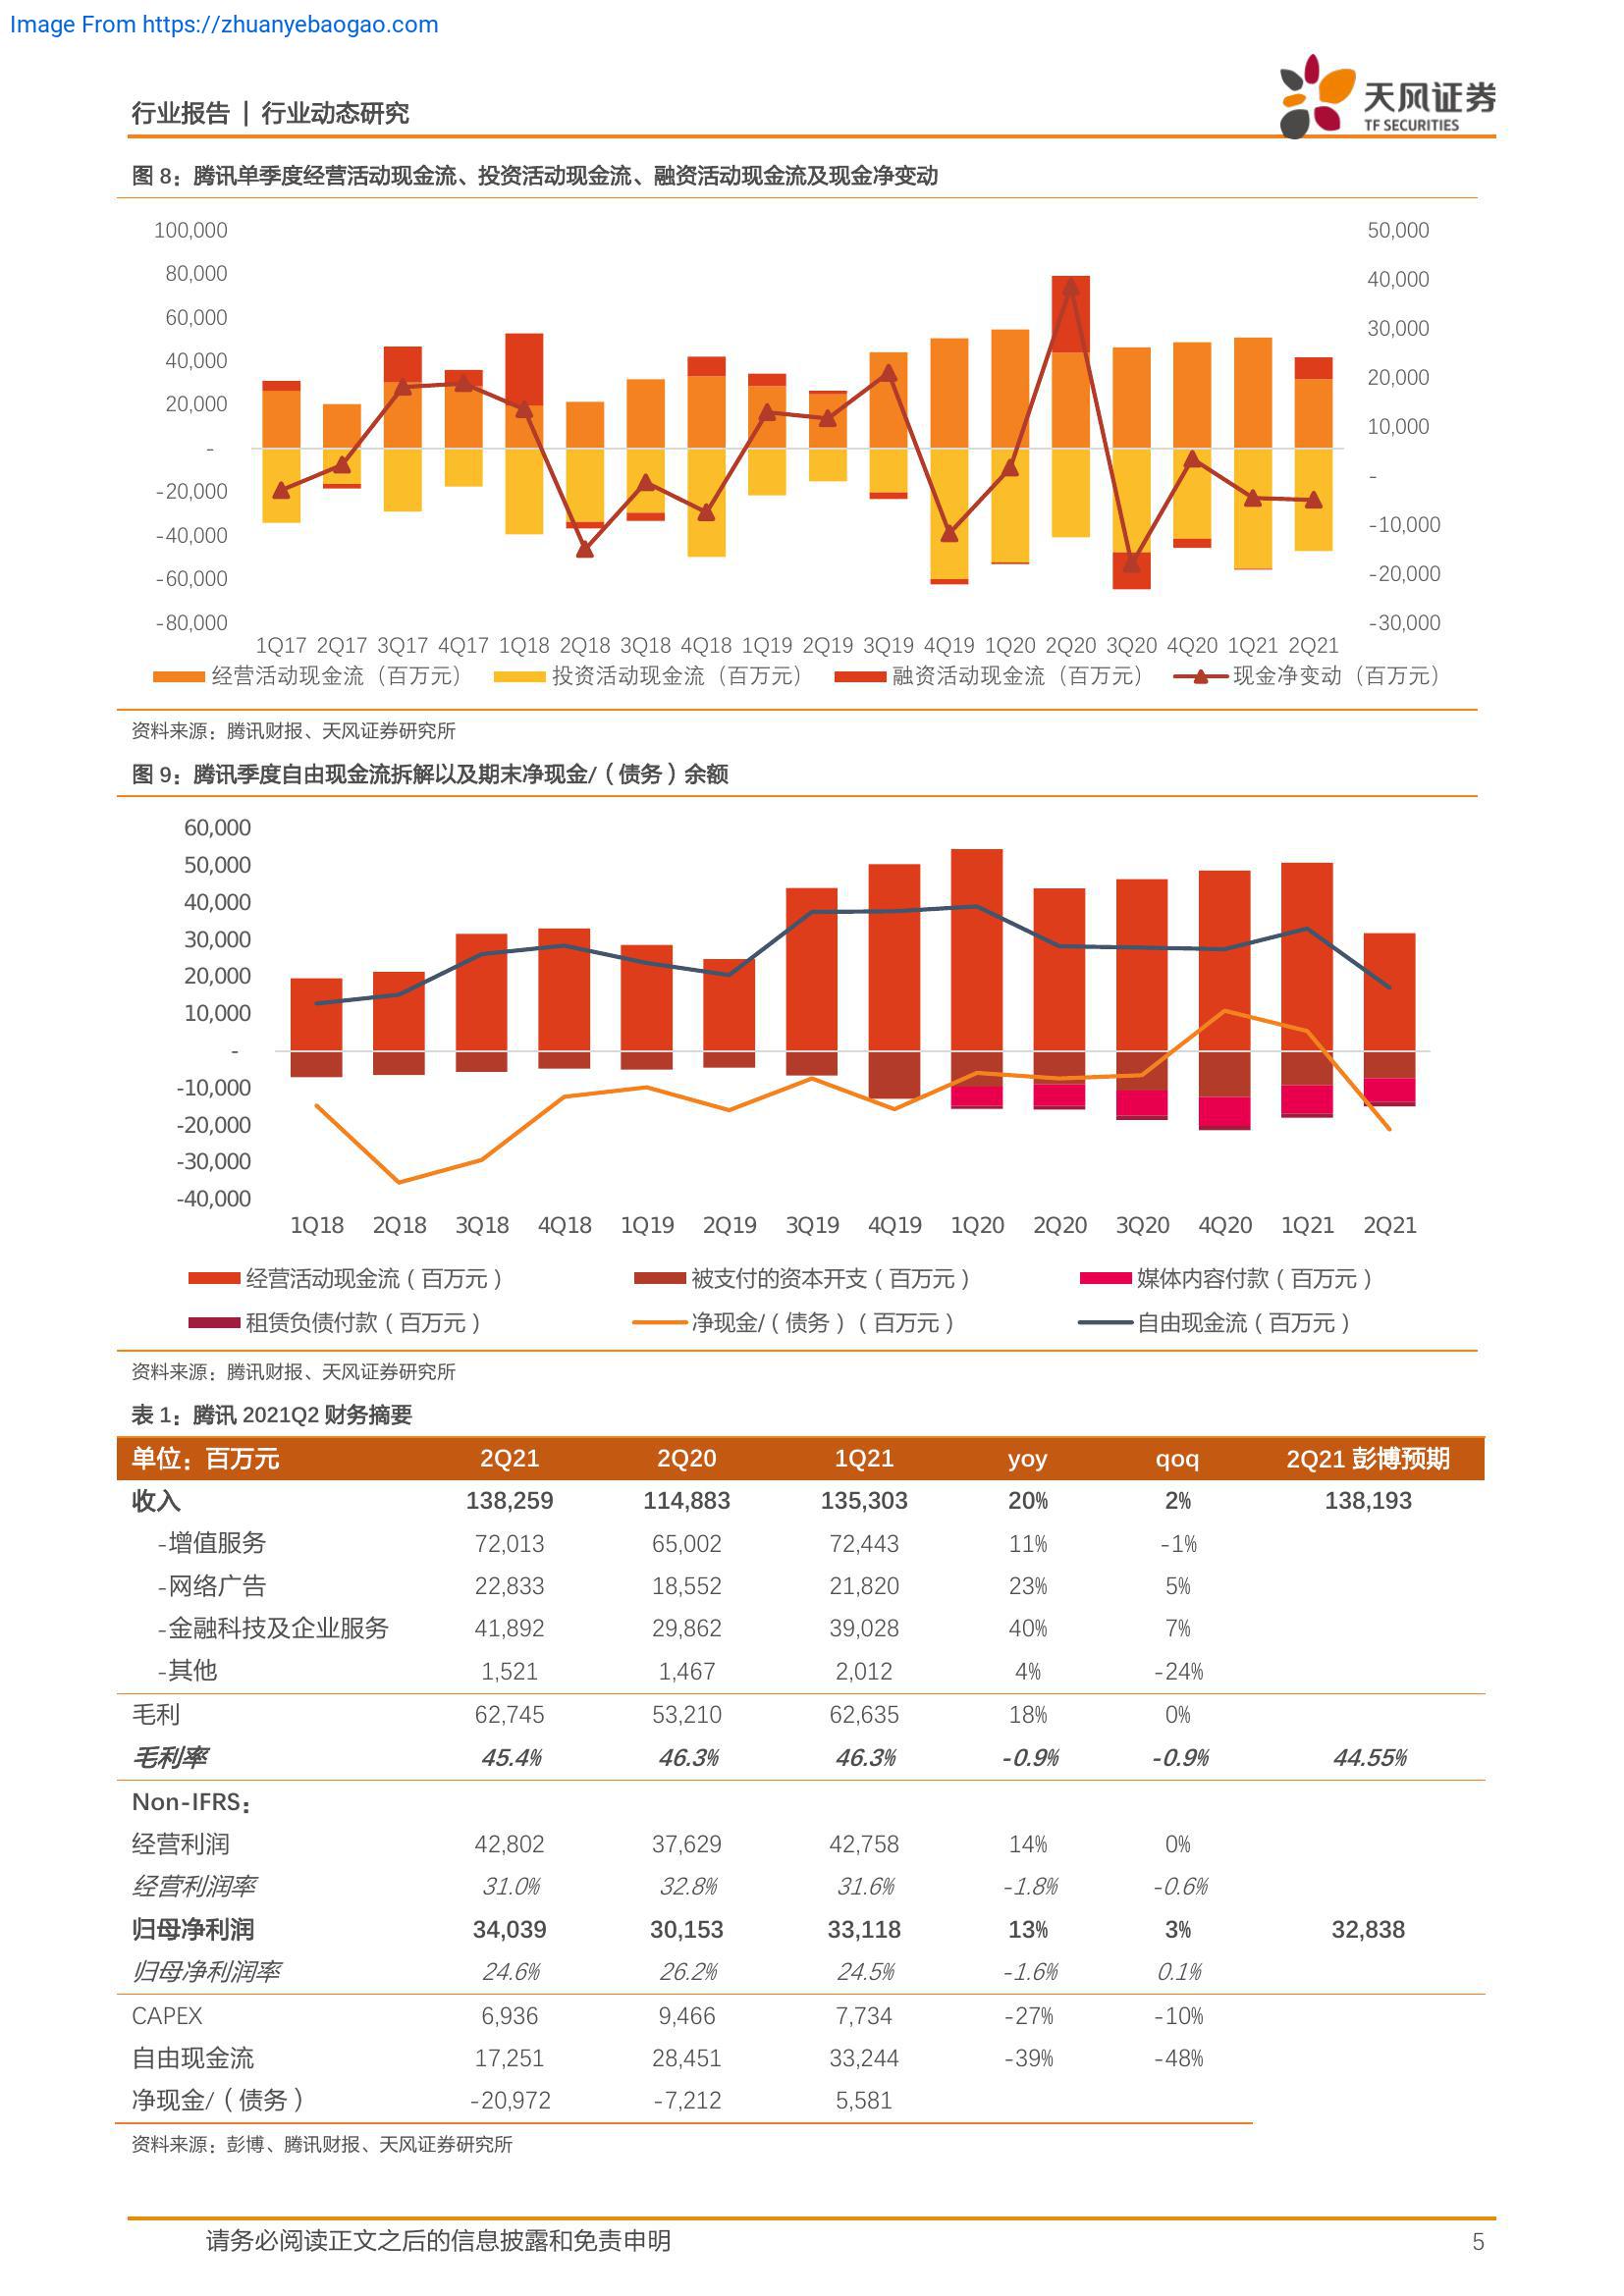 Image From https://zhuanyebaogao.com
行业报告 | 行业动态研究
天风证券
TF SECURITIES
图 8：腾讯单季度经营活动现金流、投资活动现金流、融资活动现金流及现金净变动
100,000 50,000
80,000 40,000
60,000 30,000
40,000 20,000
20,000 10,000
- -
-20,000 -10,000
-40,000 -20,000
-60,000 -30,000
-80,000
1Q17 2Q17 3Q17 4Q17 1Q18 2Q18 3Q18 4Q18 1Q19 2Q19 3Q19 4Q19 1Q20 2Q20 3Q20 4Q20 1Q21 2Q21
经营活动现金流（百万元） 投资活动现金流（百万元） 融资活动现金流（百万元） 现金净变动（百万元）
资料来源：腾讯财报、天风证券研究所
图 9：腾讯季度自由现金流拆解以及期末净现金/（债务）余额
60,000
50,000
40,000
30,000
20,000
10,000
-
-10,000
-20,000
-30,000
-40,000
1Q18 2Q18 3Q18 4Q18 1Q19 2Q19 3Q19 4Q19 1Q20 2Q20 3Q20 4Q20 1Q21 2Q21
经营活动现金流（百万元） 被支付的资本开支（百万元） 媒体内容付款（百万元）
租赁负债付款（百万元） 净现金/（债务）（百万元） 自由现金流（百万元）
资料来源：腾讯财报、天风证券研究所
表 1：腾讯 2021Q2 财务摘要
单位：百万元 2Q21 2Q20 1Q21 yoy qoq 2Q21 彭博预期
收入 138,259 114,883 135,303 20% 2% 138,193
-增值服务 72,013 65,002 72,443 11% -1%
-网络广告 22,833 18,552 21,820 23% 5%
-金融科技及企业服务 41,892 29,862 39,028 40% 7%
-其他 1,521 1,467 2,012 4% -24%
毛利 62,745 53,210 62,635 18% 0%
毛利率 45.4% 46.3% 46.3% -0.9% -0.9% 44.55%
Non-IFRS：
经营利润 42,802 37,629 42,758 14% 0%
经营利润率 31.0% 32.8% 31.6% -1.8% -0.6%
归母净利润 34,039 30,153 33,118 13% 3% 32,838
归母净利润率 24.6% 26.2% 24.5% -1.6% 0.1%
CAPEX 6,936 9,466 7,734 -27% -10%
自由现金流 17,251 28,451 33,244 -39% -48%
净现金/（债务） -20,972 -7,212 5,581
资料来源：彭博、腾讯财报、天风证券研究所
请务必阅读正文之后的信息披露和免责申明 5